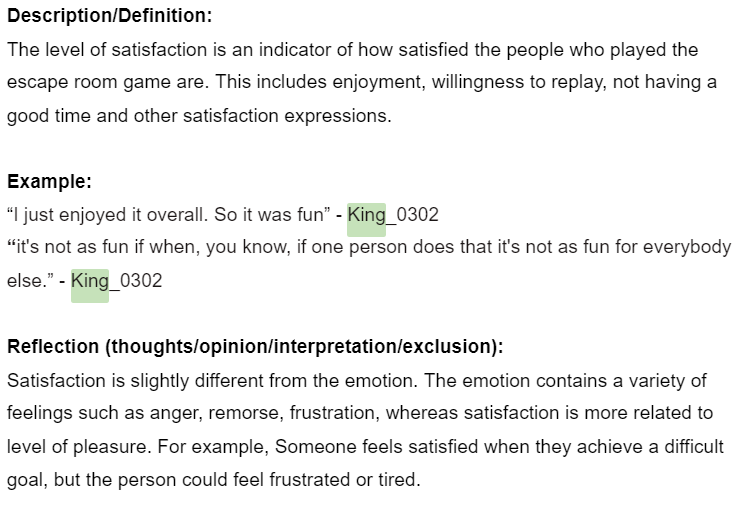 Description/Definition:
The level of satisfaction is an indicator of how satisfied the people who played the
escape room game are. This includes enjoyment, willingness to replay, not having a
good time and other satisfaction expressions.
Example:
“I just enjoyed it overall. So it was fun” - King_0302
“it's not as fun if when, you know, if one person does that it's not as fun for everybody
else.” - King_0302
Reflection (thoughts/opinion/interpretation/exclusion):
Satisfaction is slightly different from the emotion. The emotion contains a variety of
feelings such as anger, remorse, frustration, whereas satisfaction is more related to
level of pleasure. For example, Someone feels satisfied when they achieve a difficult
goal, but the person could feel frustrated or tired.